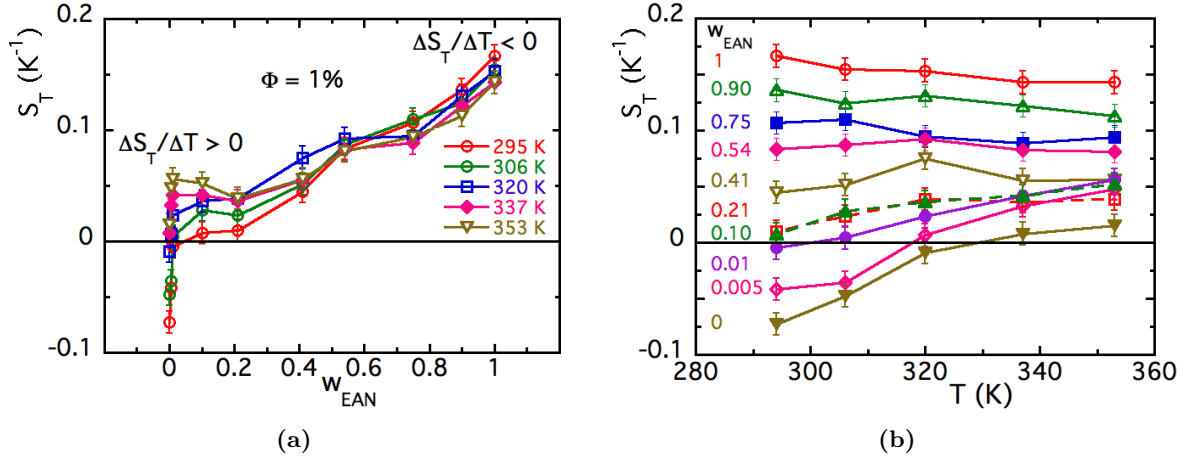 0.2
0.1
0
-0.1
S_T (K⁻¹)
ΔS_T/ΔT < 0
Φ = 1%
ΔS_T/ΔT > 0
295 K
306 K
320 K
337 K
353 K
0 0.2 0.4 0.6 0.8 1
w_EAN
(a)
0.2
0.1
0
-0.1
S_T (K⁻¹)
w_EAN
1
0.90
0.75
0.54
0.41
0.21
0.10
0.01
0.005
0
280 300 320 340 360
T (K)
(b)